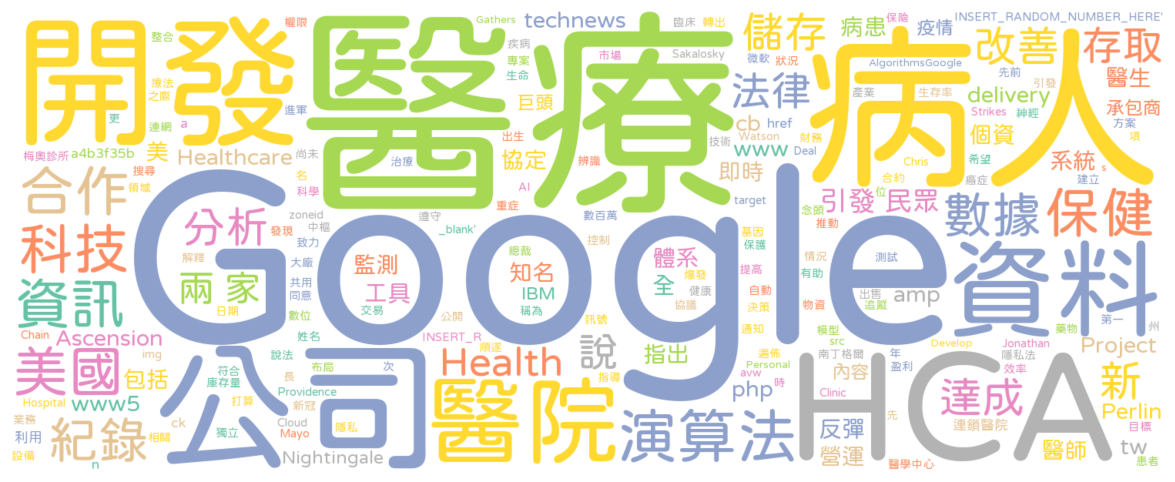 權限
整合
療法
之際
連網
更
進軍
a
梅奧診所
a4b3f35b
搜尋
領域
美
Healthcare
開發
醫療
Gathers
technews
臨床
轉出
疾病
專案
生命
巨頭
市場
Sakalosky
儲存
微軟
保險
狀況
病患
疫情
INSERT_RANDOM_NUMBER_HERE'
AlgorithmsGoogle
先前
引發
改善
存取
醫生
承包商
病人
法律
產業
生存率
delivery
Strikes
神經
方案
項
cb
href
技術
Watson
財務
個資
www
Deal
Chris
希望
系統
s
合約
癌症
建立
出生
協定
辨識
即時
尚未
治療
名
科學
AI
重症
數百萬
target
合作
分析
發現
zoneid
中樞
遵守
_blank'
科技
解釋
致力
大廠
控制
總裁
基因
保護
引發
民眾
位
念頭
推動
數據
保健
兩
家
監測
知名
體系
爆發
提高
情況
測試
資訊
日期
共用
同意
工具
IBM
全
健康
自動
有助
數位
交易
稱為
協議
決策
出售
amp
追蹤
資料
Google
物資
第一
Chain
Ascension
姓名
公開
訊號
通知
模型
src
藥物
州
INSERT_R
順遂
說
指出
遍佈
Personal
南丁格爾
Develop
Jonathan
隱私法
Project
img
說法
布局
次
Health
指導
年
盈利
效率
美國
包括
符合
庫存量
長
avw
時
php
Clinic
內容
達成
新
Hospital
www5
打算
Providence
公司
醫院
演算法
HCA
先
連鎖醫院
目標
Perlin
業務
利用
ck
獨立
新冠
Cloud
Mayo
隱私
反彈
營運
醫師
tw
紀錄
相關
設備
n
Nightingale
醫學中心
患者